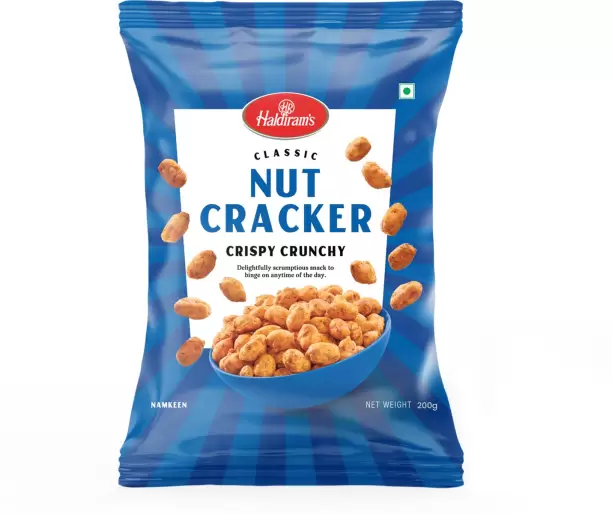 HR
Haldiram's
CLASSIC
NUT
CRACKER
CRISPY CRUNCHY
Delightfully scrumptious snack to
binge on anytime of the day.
NAMKEEN
NET WEIGHT 200g